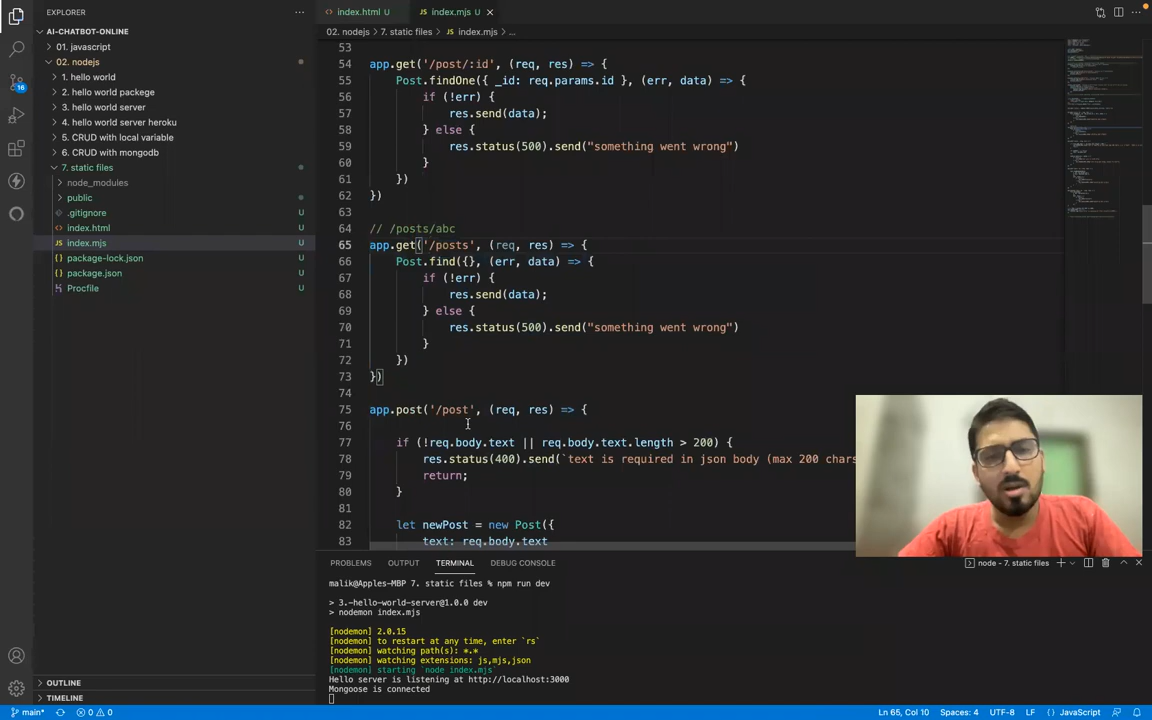 EXPLORER
index.html U
index.mjs U
AI-CHATBOT-ONLINE
02. nodejs > 7. static files > index.mjs > ...
01. javascript
02. nodejs
1. hello world
2. hello world packege
3. hello world server
4. hello world server heroku
5. CRUD with local variable
6. CRUD with mongodb
7. static files
node_modules
public
.gitignore U
index.html U
index.mjs U
package-lock.json U
package.json U
Procfile U
OUTLINE
TIMELINE
16
53
54 app.get('/post/:id', (req, res) => {
55 Post.findOne({ _id: req.params.id }, (err, data) => {
56 if (!err) {
57 res.send(data);
58 } else {
59 res.status(500).send("something went wrong")
60 }
61 })
62 })
63
64 // /posts/abc
65 app.get('/posts', (req, res) => {
66 Post.find({}, (err, data) => {
67 if (!err) {
68 res.send(data);
69 } else {
70 res.status(500).send("something went wrong")
71 }
72 })
73 })
74
75 app.post('/post', (req, res) => {
76
77 if (!req.body.text || req.body.text.length > 200) {
78 res.status(400).send(`text is required in json body (max 200 chars
79 return;
80 }
81
82 let newPost = new Post({
83 text: req.body.text
PROBLEMS OUTPUT TERMINAL DEBUG CONSOLE
node - 7. static files
malik@Apples-MBP 7. static files % npm run dev
> 3.-hello-world-server@1.0.0 dev
> nodemon index.mjs
[nodemon] 2.0.15
[nodemon] to restart at any time, enter `rs`
[nodemon] watching path(s): *.*
[nodemon] watching extensions: js,mjs,json
[nodemon] starting `node index.mjs`
Hello server is listening at http://localhost:3000
Mongoose is connected
main* 0 0
Ln 65, Col 10 Spaces: 4 UTF-8 LF JavaScript